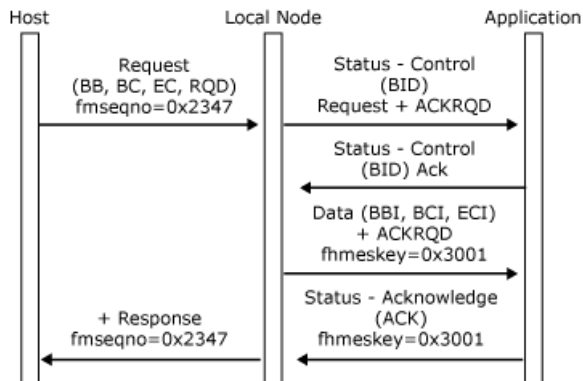 Host
Local Node
Application
Request
(BB, BC, EC, RQD)
fmseqno=0x2347
Status - Control
(BID)
Request + ACKRQD
Status - Control
(BID) Ack
Data (BBI, BCI, ECI)
+ ACKRQD
fhmeskey=0x3001
Status - Acknowledge
(ACK)
fhmeskey=0x3001
+ Response
fmseqno=0x2347